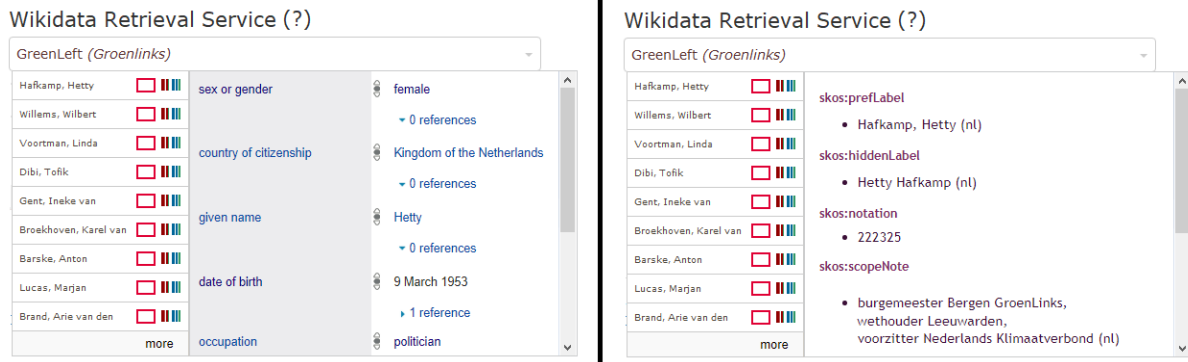 Wikidata Retrieval Service (?)
GreenLeft (Groenlinks)
Hafkamp, Hetty
Willems, Wilbert
Voortman, Linda
Dibi, Tofik
Gent, Ineke van
Broekhoven, Karel van
Barske, Anton
Lucas, Marjan
Brand, Arie van den
more
sex or gender female
0 references
country of citizenship Kingdom of the Netherlands
0 references
given name Hetty
0 references
date of birth 9 March 1953
1 reference
occupation politician
Wikidata Retrieval Service (?)
GreenLeft (Groenlinks)
Hafkamp, Hetty
Willems, Wilbert
Voortman, Linda
Dibi, Tofik
Gent, Ineke van
Broekhoven, Karel van
Barske, Anton
Lucas, Marjan
Brand, Arie van den
more
skos:prefLabel
• Hafkamp, Hetty (nl)
skos:hiddenLabel
• Hetty Hafkamp (nl)
skos:notation
• 222325
skos:scopeNote
• burgemeester Bergen GroenLinks,
wethouder Leeuwarden,
voorzitter Nederlands Klimaatverbond (nl)